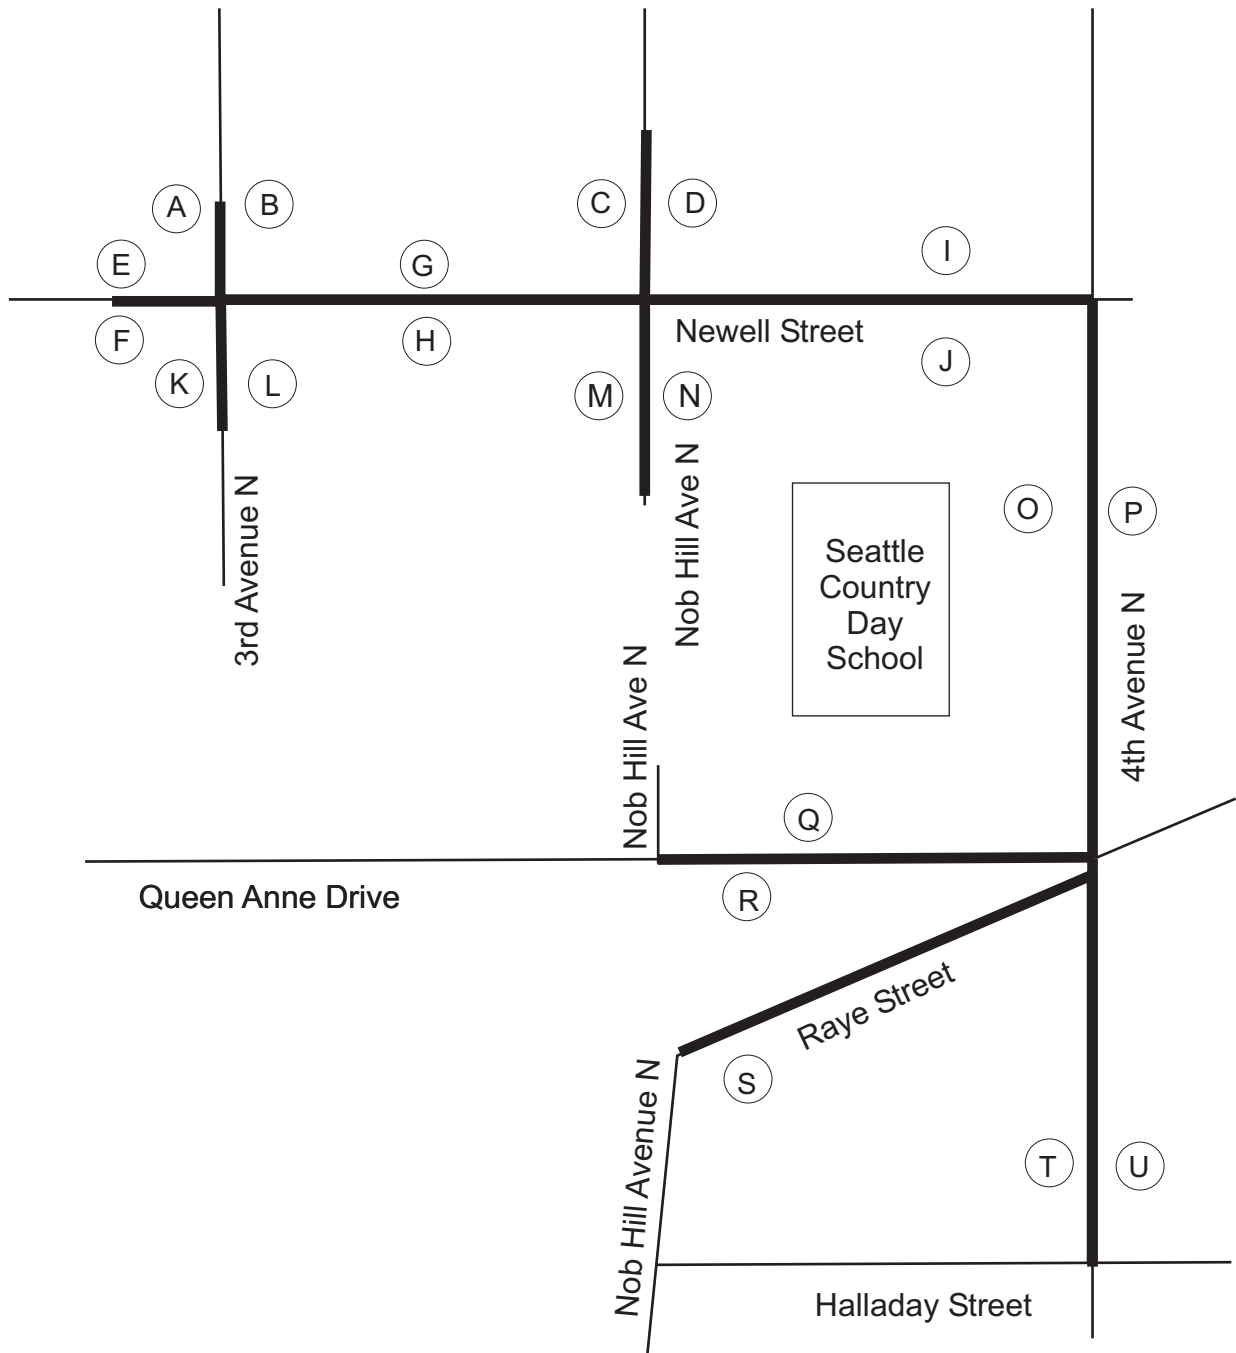 A
B
C
D
E
G
I
F
H
Newell Street
J
K
L
M
N
3rd Avenue N
Nob Hill Ave N
O
P
Seattle
Country
Day
School
Nob Hill Ave N
4th Avenue N
Q
Queen Anne Drive
R
Raye Street
S
Nob Hill Avenue N
T
U
Halladay Street